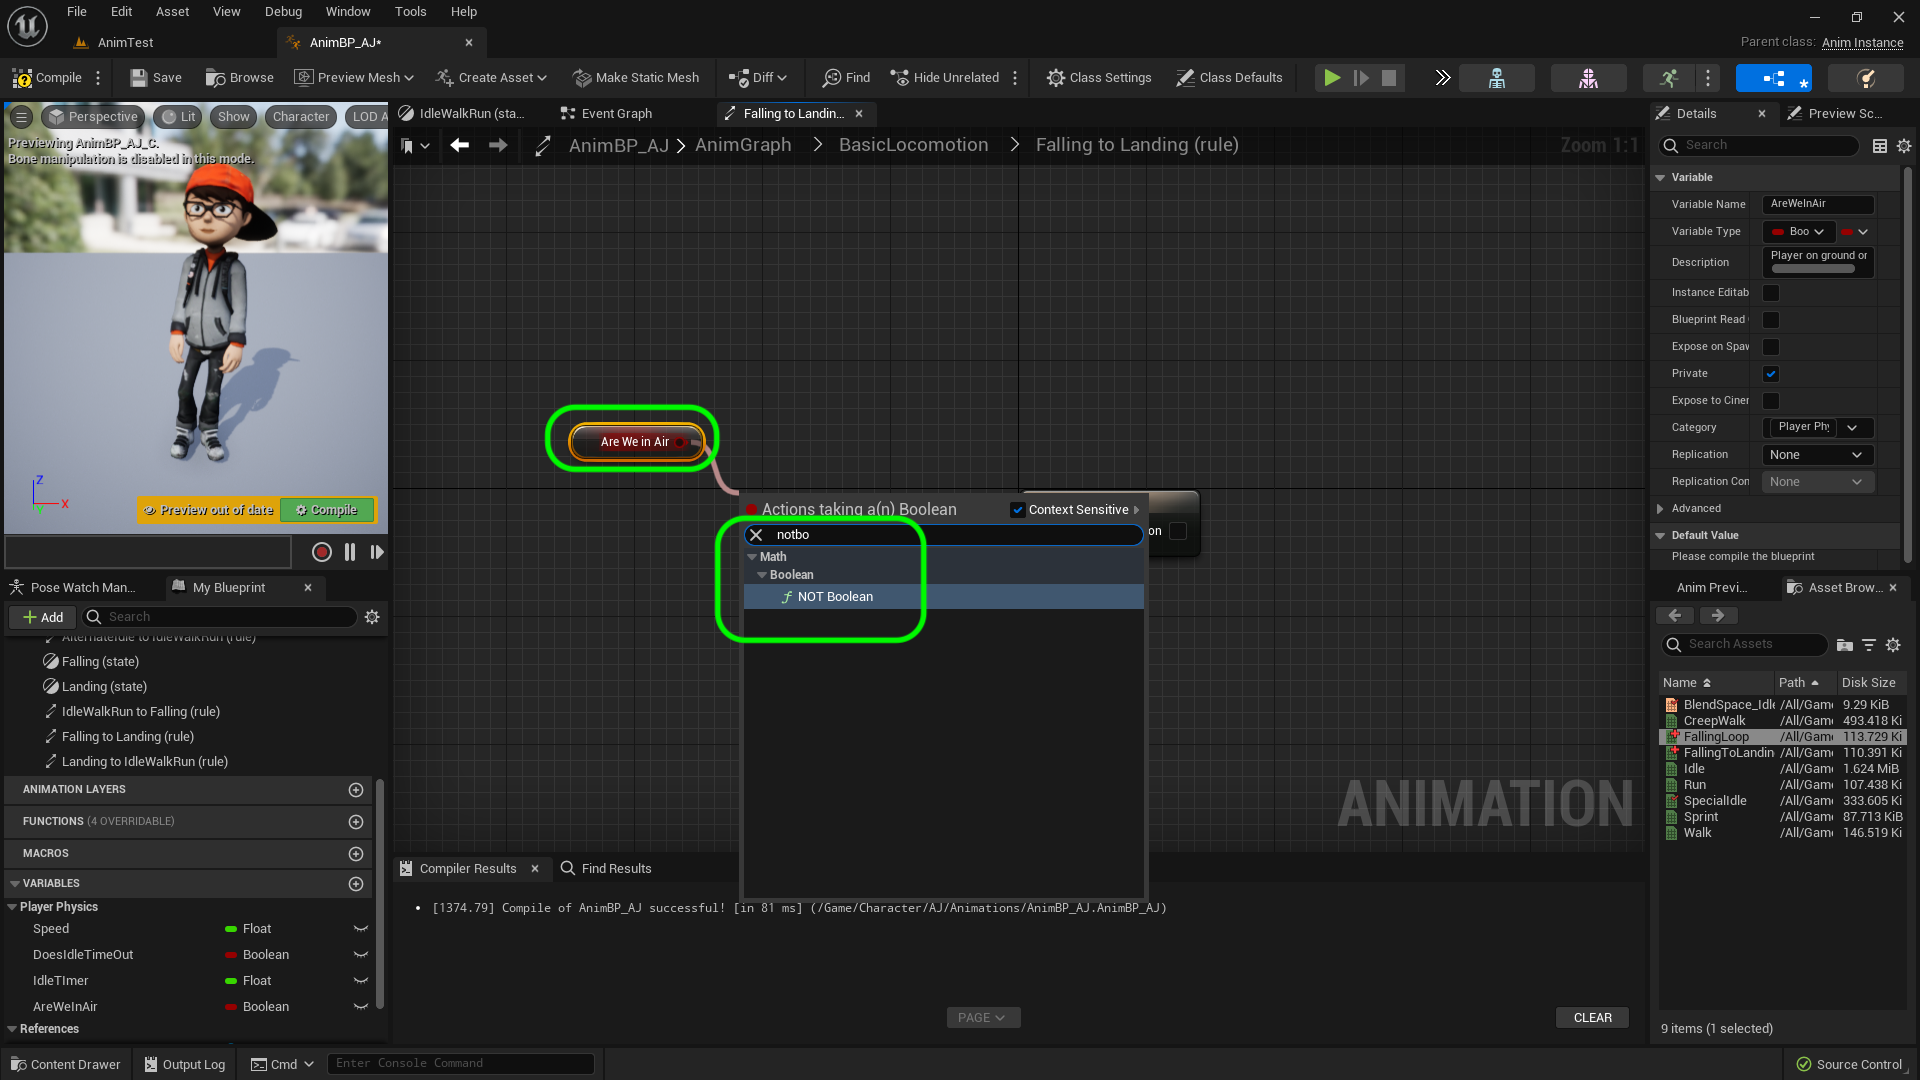 File Edit Asset View Debug Window Tools Help
AnimTest
AnimBP_AJ*
Parent class: Anim Instance
Compile Save Browse Preview Mesh Create Asset Make Static Mesh Diff Find Hide Unrelated Class Settings Class Defaults
IdleWalkRun (sta...
Event Graph
Falling to Landin...
AnimBP_AJ > AnimGraph > BasicLocomotion > Falling to Landing (rule)
Zoom 1:1
Perspective Lit Show Character LOD A
Previewing AnimBP_AJ_C.
Bone manipulation is disabled in this mode.
Z
X
Preview out of date
Compile
Pose Watch Man...
My Blueprint
Add
Search
AlternateIdle to IdleWalkRun (rule)
Falling (state)
Landing (state)
IdleWalkRun to Falling (rule)
Falling to Landing (rule)
Landing to IdleWalkRun (rule)
ANIMATION LAYERS
FUNCTIONS (4 OVERRIDABLE)
MACROS
VARIABLES
Player Physics
Speed Float
DoesIdleTimeOut Boolean
IdleTImer Float
AreWeInAir Boolean
References
Are We in Air
Actions taking a(n) Boolean
Context Sensitive
notbo
Math
Boolean
f NOT Boolean
on
ANIMATION
Compiler Results
Find Results
• [1374.79] Compile of AnimBP_AJ successful! [in 81 ms] (/Game/Character/AJ/Animations/AnimBP_AJ.AnimBP_AJ)
PAGE
CLEAR
Details
Preview Sc...
Search
Variable
Variable Name AreWeInAir
Variable Type Boo
Description Player on ground or
Instance Editab
Blueprint Read
Expose on Spaw
Private
Expose to Ciner
Category Player Phy
Replication None
Replication Con None
Advanced
Default Value
Please compile the blueprint
Anim Previ...
Asset Brow...
Search Assets
Name Path Disk Size
BlendSpace_Idle /All/Game 9.29 KiB
CreepWalk /All/Game 493.418 Ki
FallingLoop /All/Game 113.729 Ki
FallingToLanding /All/Game 110.391 Ki
Idle /All/Game 1.624 MiB
Run /All/Game 107.438 Ki
SpecialIdle /All/Game 333.605 Ki
Sprint /All/Game 87.713 KiB
Walk /All/Game 146.519 Ki
9 items (1 selected)
Content Drawer Output Log Cmd Enter Console Command
Source Control